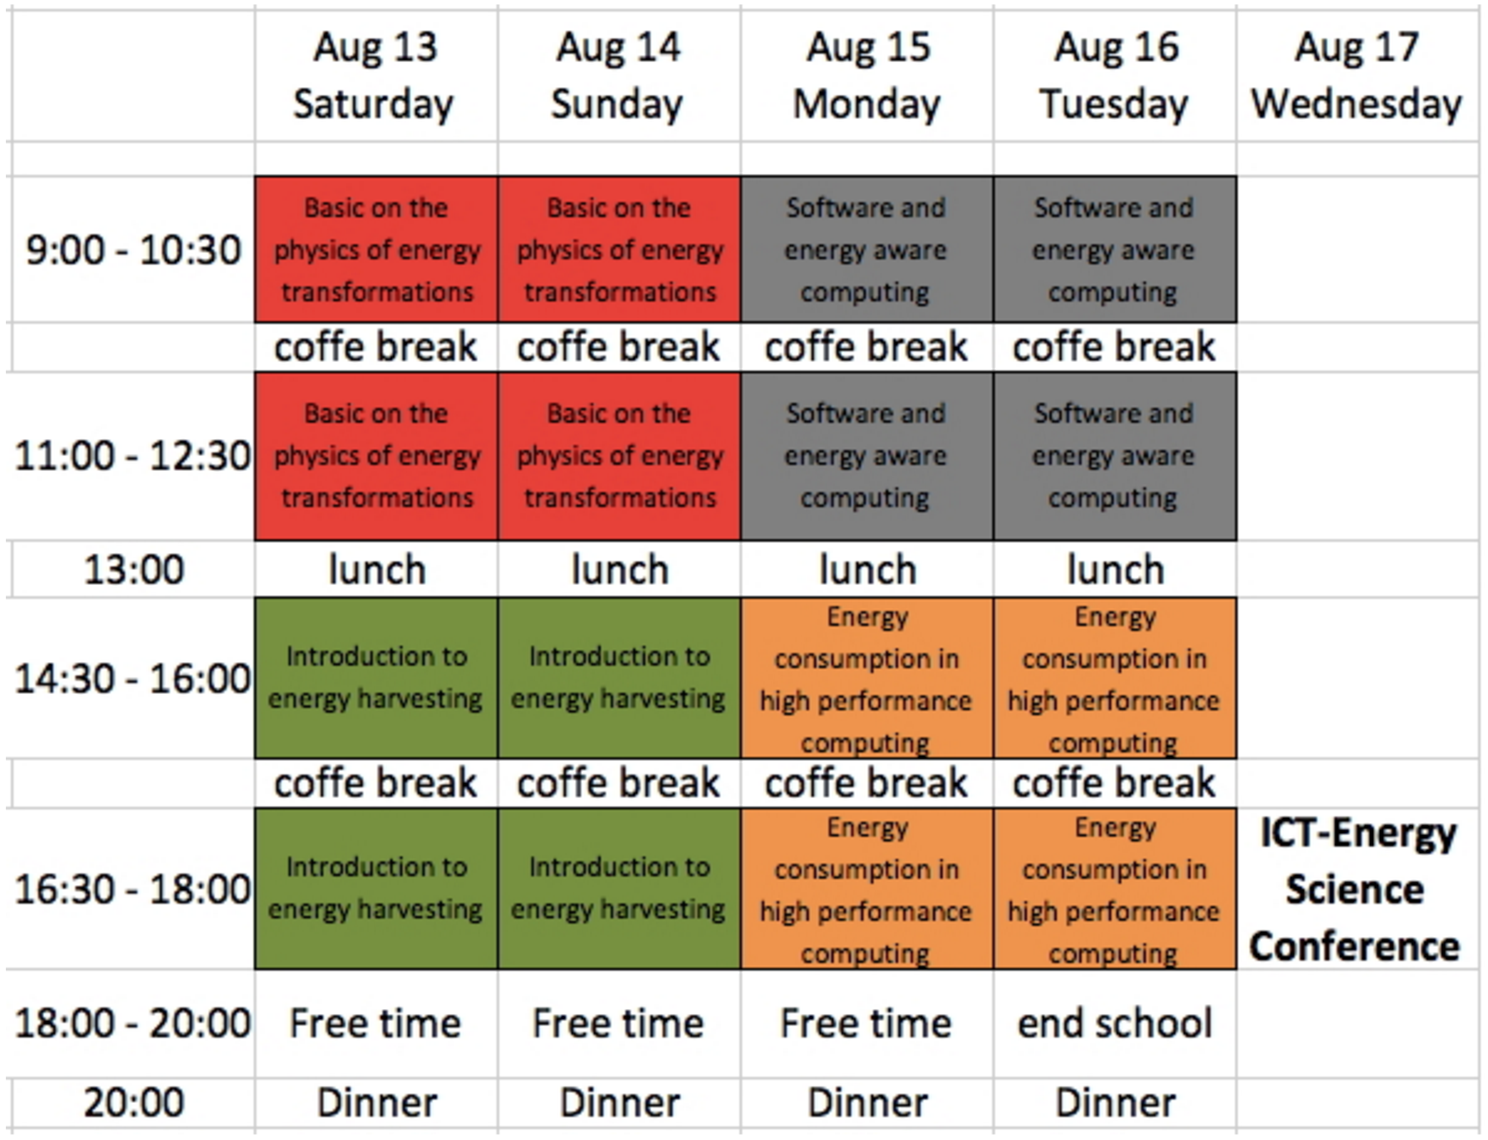 Aug 13 Aug 14 Aug 15 Aug 16 Aug 17
Saturday Sunday Monday Tuesday Wednesday
9:00 - 10:30
Basic on the
physics of energy
transformations
Basic on the
physics of energy
transformations
Software and
energy aware
computing
Software and
energy aware
computing
coffe break coffe break coffe break coffe break
11:00 - 12:30
Basic on the
physics of energy
transformations
Basic on the
physics of energy
transformations
Software and
energy aware
computing
Software and
energy aware
computing
13:00 lunch lunch lunch lunch
14:30 - 16:00
Introduction to
energy harvesting
Introduction to
energy harvesting
Energy
consumption in
high performance
computing
Energy
consumption in
high performance
computing
coffe break coffe break coffe break coffe break
16:30 - 18:00
Introduction to
energy harvesting
Introduction to
energy harvesting
Energy
consumption in
high performance
computing
Energy
consumption in
high performance
computing
ICT-Energy
Science
Conference
18:00 - 20:00 Free time Free time Free time end school
20:00 Dinner Dinner Dinner Dinner